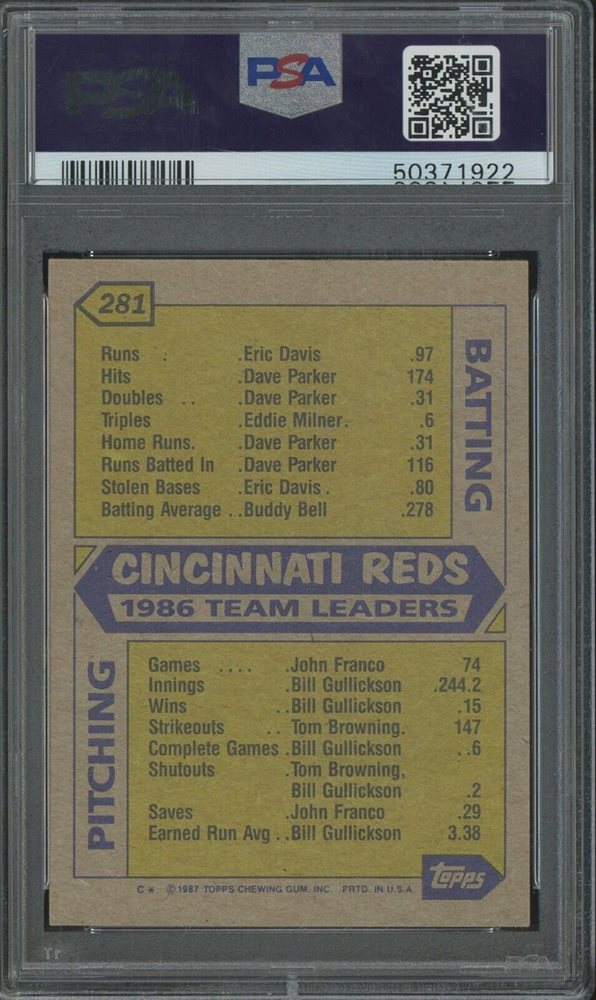 PSA
PSA
50371922
281
BATTING
Runs . .Eric Davis .97
Hits .Dave Parker 174
Doubles .. .Dave Parker .31
Triples .Eddie Milner. .6
Home Runs. .Dave Parker .31
Runs Batted In .Dave Parker 116
Stolen Bases .Eric Davis . .80
Batting Average ..Buddy Bell .278
CINCINNATI REDS
1986 TEAM LEADERS
PITCHING
Games .... .John Franco 74
Innings .Bill Gullickson .244.2
Wins ..Bill Gullickson .15
Strikeouts .. Tom Browning. 147
Complete Games .Bill Gullickson ..6
Shutouts .Tom Browning,
Bill Gullickson .2
Saves .John Franco .29
Earned Run Avg ..Bill Gullickson 3.38
Topps
C* ©1987 TOPPS CHEWING GUM, INC. PRTD. IN U.S.A.
PSA